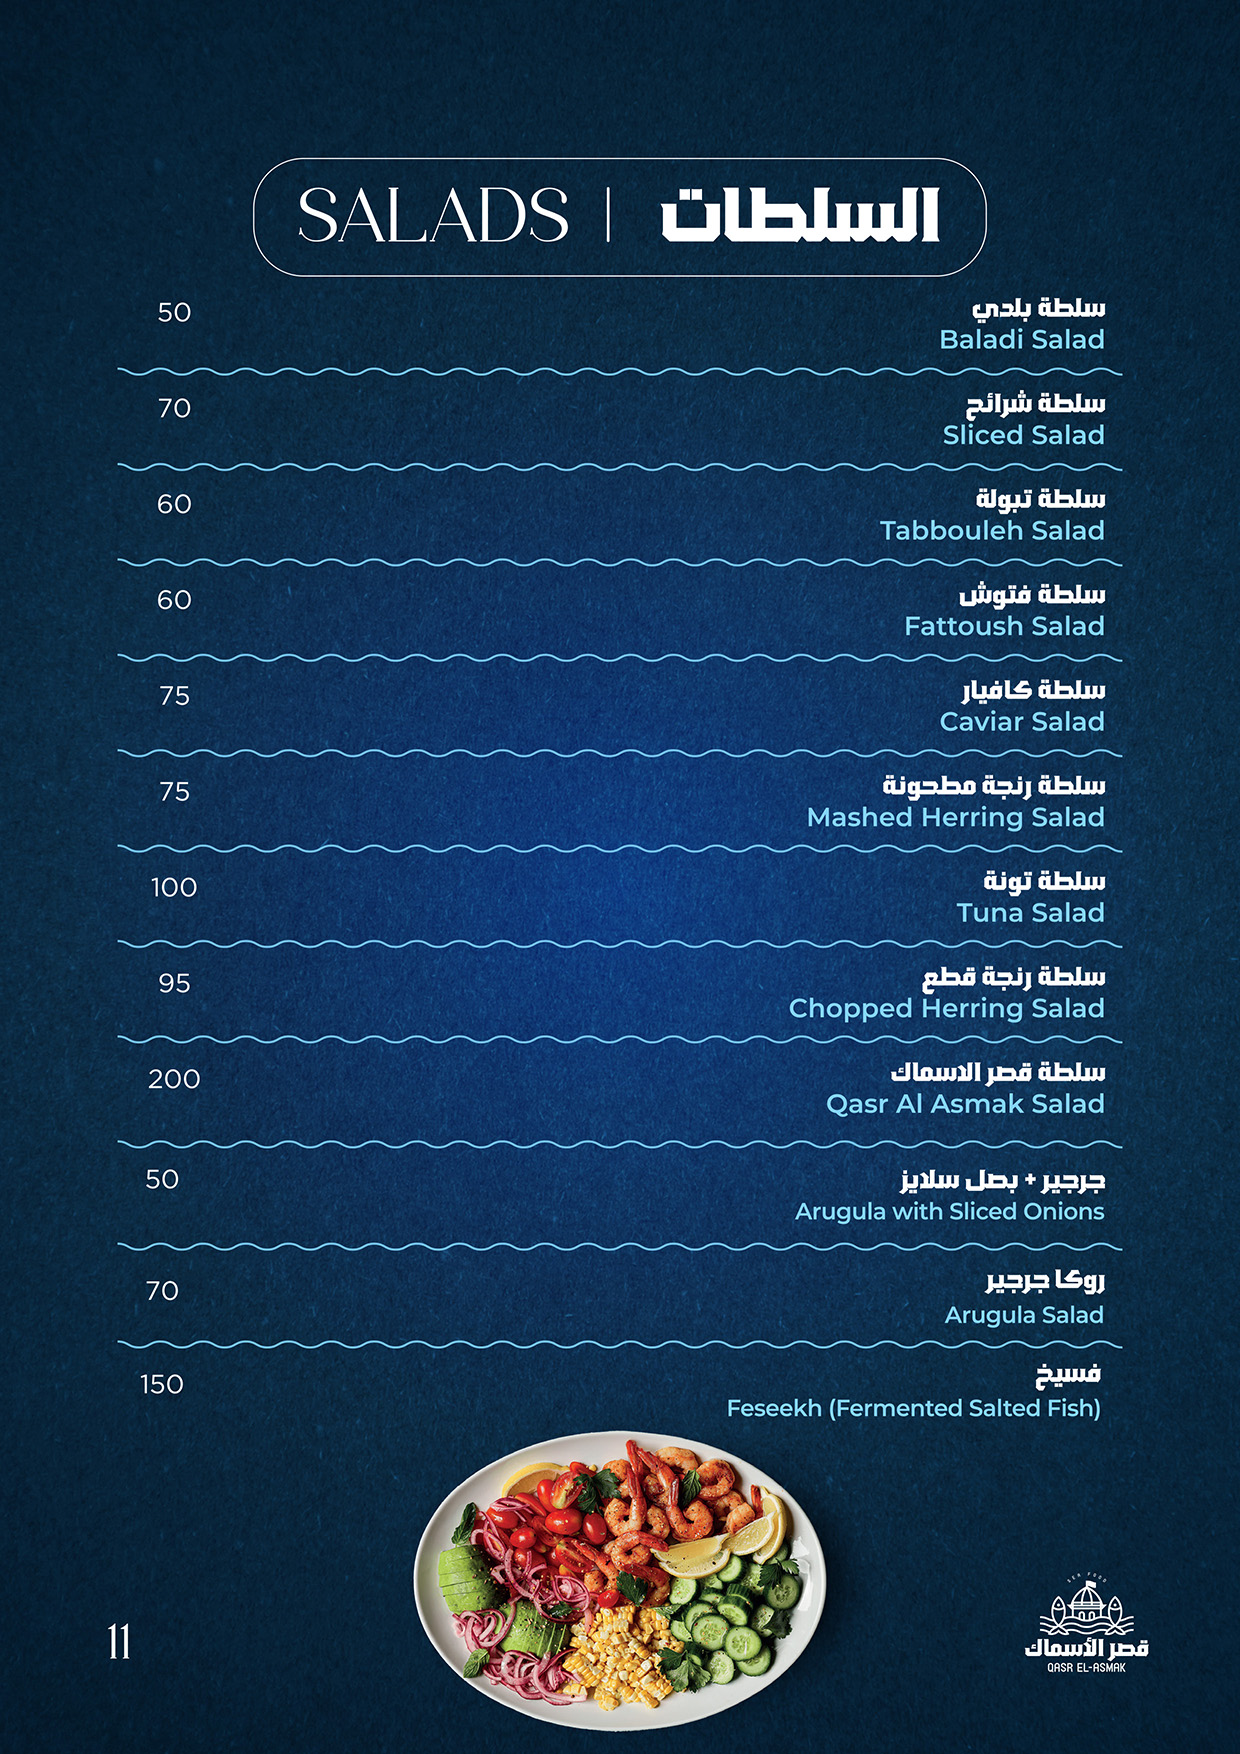 SALADS | السلطات
سلطة بلدي
50
Baladi Salad
سلطة شرائح
70
Sliced Salad
سلطة تبولة
60
Tabbouleh Salad
سلطة فتوش
60
Fattoush Salad
سلطة كافيار
75
Caviar Salad
سلطة رنجة مطحونة
75
Mashed Herring Salad
سلطة تونة
100
Tuna Salad
سلطة رنجة قطع
95
Chopped Herring Salad
سلطة قصر الاسماك
200
Qasr Al Asmak Salad
جرجير + بصل سلايز
50
Arugula with Sliced Onions
روكا جرجير
70
Arugula Salad
فسيخ
150
Feseekh (Fermented Salted Fish)
SEA FOOD
قصر الأسماك
QASR EL-ASMAK
11